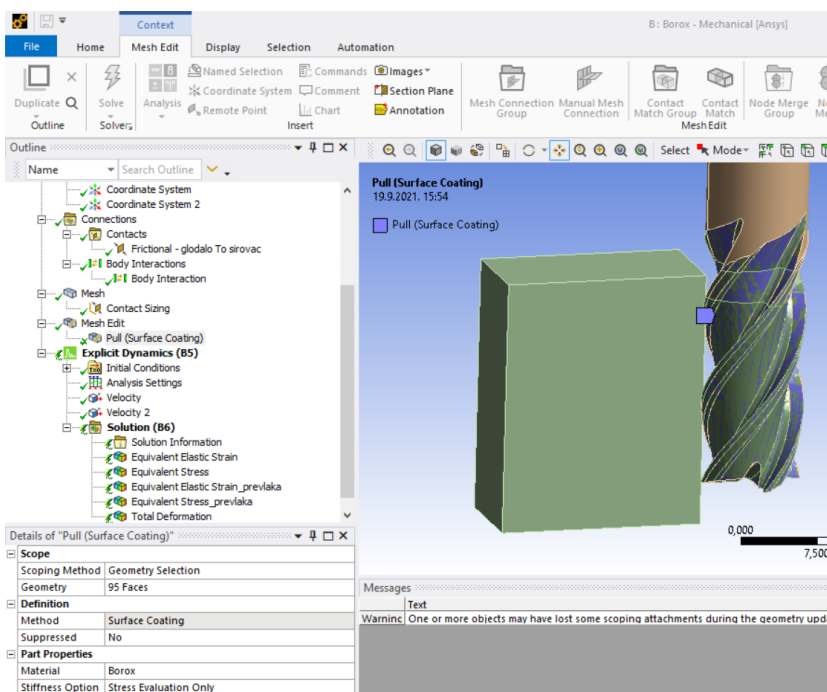 Context
B : Borox - Mechanical [Ansys]
File Home Mesh Edit Display Selection Automation
Duplicate
Outline
Solve
Solvers
Analysis
Named Selection
Coordinate System
Remote Point
Commands
Comment
Chart
Images
Section Plane
Annotation
Insert
Mesh Connection Group
Manual Mesh Connection
Contact Match Group
Contact Match
Node Merge Group
Mesh Edit
Outline
Name Search Outline
Select Mode
Coordinate System
Coordinate System 2
Connections
Contacts
Frictional - glodalo To sirovac
Body Interactions
Body Interaction
Mesh
Contact Sizing
Mesh Edit
Pull (Surface Coating)
Explicit Dynamics (B5)
Initial Conditions
Analysis Settings
Velocity
Velocity 2
Solution (B6)
Solution Information
Equivalent Elastic Strain
Equivalent Stress
Equivalent Elastic Strain_prevlaka
Equivalent Stress_prevlaka
Total Deformation
Pull (Surface Coating)
19.9.2021. 15:54
Pull (Surface Coating)
0,000
7,500
Details of "Pull (Surface Coating)"
Scope
Scoping Method Geometry Selection
Geometry 95 Faces
Definition
Method Surface Coating
Suppressed No
Part Properties
Material Borox
Stiffness Option Stress Evaluation Only
Messages
Text
Warning One or more objects may have lost some scoping attachments during the geometry upd